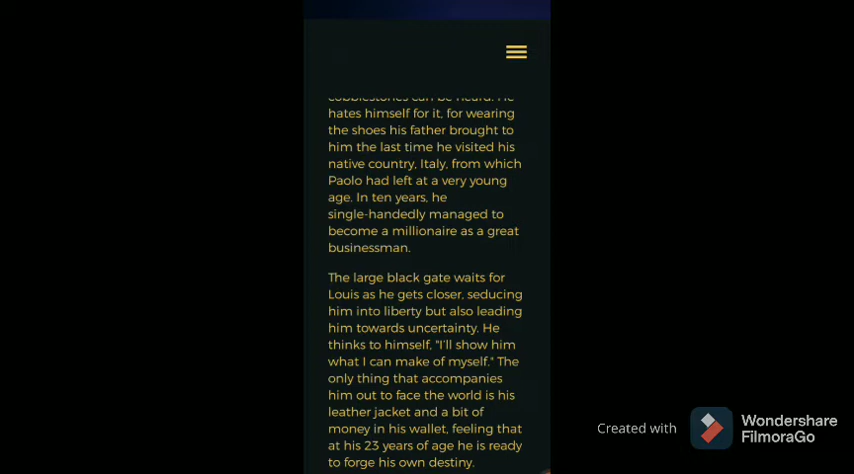 cobblestones can be heard. He
hates himself for it, for wearing
the shoes his father brought to
him the last time he visited his
native country, Italy, from which
Paolo had left at a very young
age. In ten years, he
single-handedly managed to
become a millionaire as a great
businessman.
The large black gate waits for
Louis as he gets closer, seducing
him into liberty but also leading
him towards uncertainty. He
thinks to himself, "I'll show him
what I can make of myself." The
only thing that accompanies
him out to face the world is his
leather jacket and a bit of
money in his wallet, feeling that
at his 23 years of age he is ready
to forge his own destiny.
Created with
Wondershare
FilmoraGo